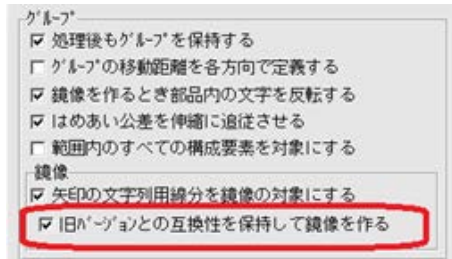 グループ
処理後もグループを保持する
グループの移動距離を各方向で定義する
鏡像を作るとき部品内の文字を反転する
はめあい公差を伸縮に追従させる
範囲内のすべての構成要素を対象にする
鏡像
矢印の文字列用線分を鏡像の対象にする
旧バージョンとの互換性を保持して鏡像を作る